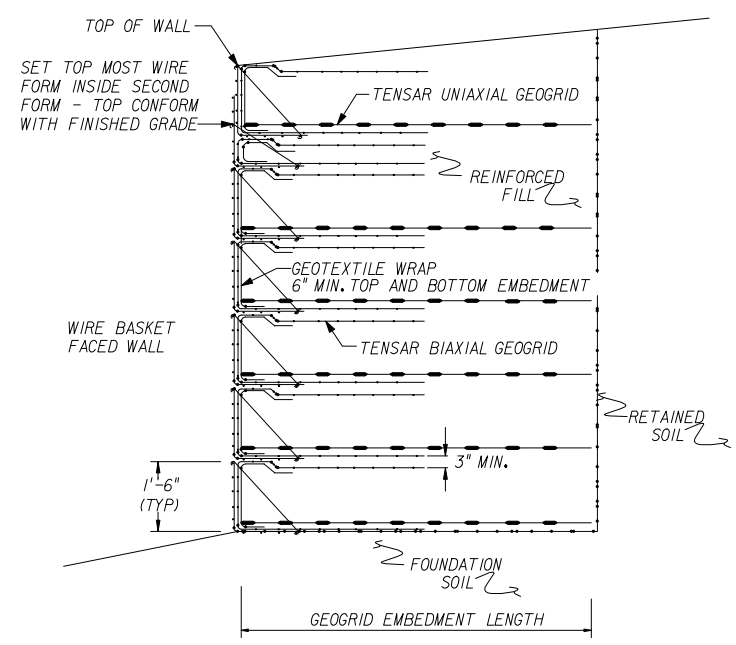 TOP OF WALL
SET TOP MOST WIRE
FORM INSIDE SECOND
FORM - TOP CONFORM
WITH FINISHED GRADE
TENSAR UNIAXIAL GEOGRID
REINFORCED
FILL
GEOTEXTILE WRAP
6" MIN. TOP AND BOTTOM EMBEDMENT
WIRE BASKET
FACED WALL
TENSAR BIAXIAL GEOGRID
RETAINED
SOIL
3" MIN.
1'-6"
(TYP)
FOUNDATION
SOIL
GEOGRID EMBEDMENT LENGTH